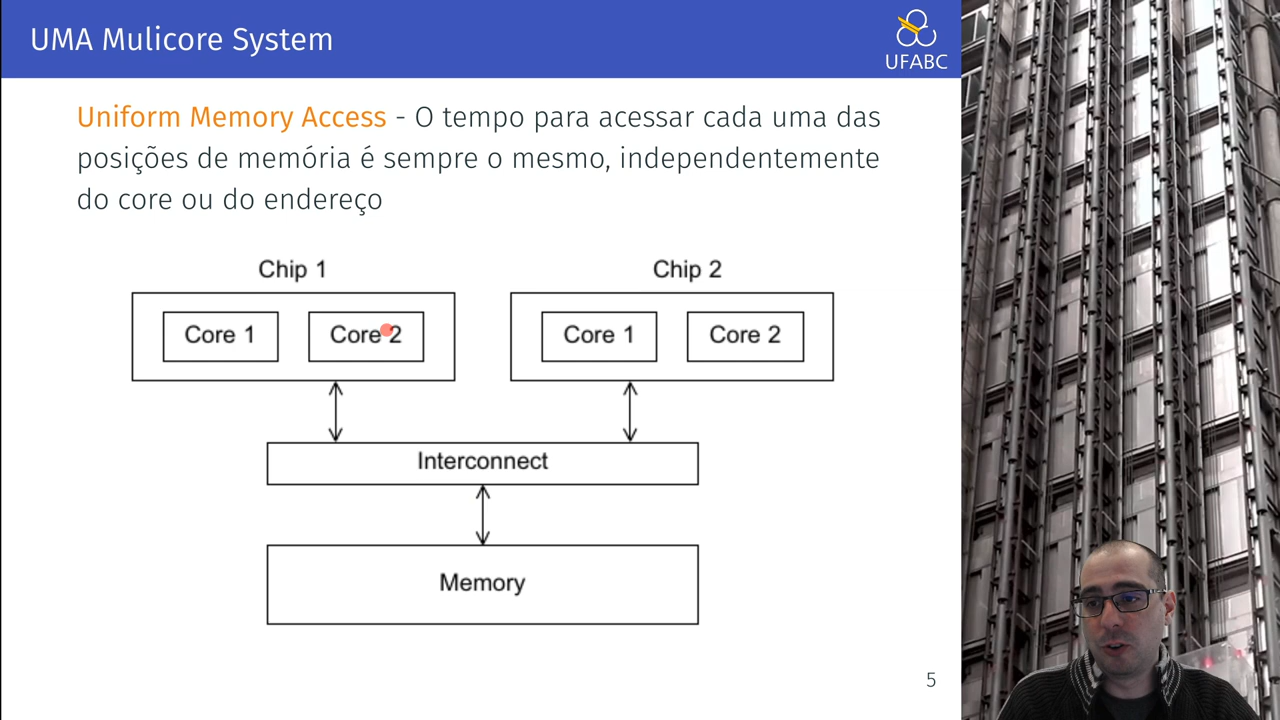 UMA Mulicore System
UFABC
Uniform Memory Access - O tempo para acessar cada uma das
posições de memória é sempre o mesmo, independentemente
do core ou do endereço
Chip 1
Chip 2
Core 1
Core 2
Core 1
Core 2
Interconnect
Memory
5